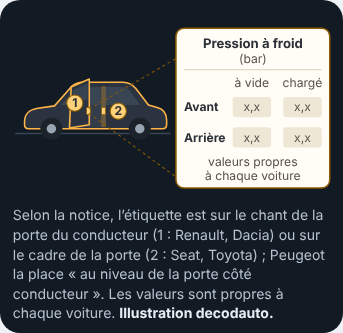 Pression à froid
(bar)
à vide chargé
Avant x,x x,x
Arrière x,x x,x
valeurs propres
à chaque voiture
1 2
Selon la notice, l’étiquette est sur le chant de la
porte du conducteur (1 : Renault, Dacia) ou sur
le cadre de la porte (2 : Seat, Toyota) ; Peugeot
la place « au niveau de la porte côté
conducteur ». Les valeurs sont propres à
chaque voiture. Illustration decodauto.